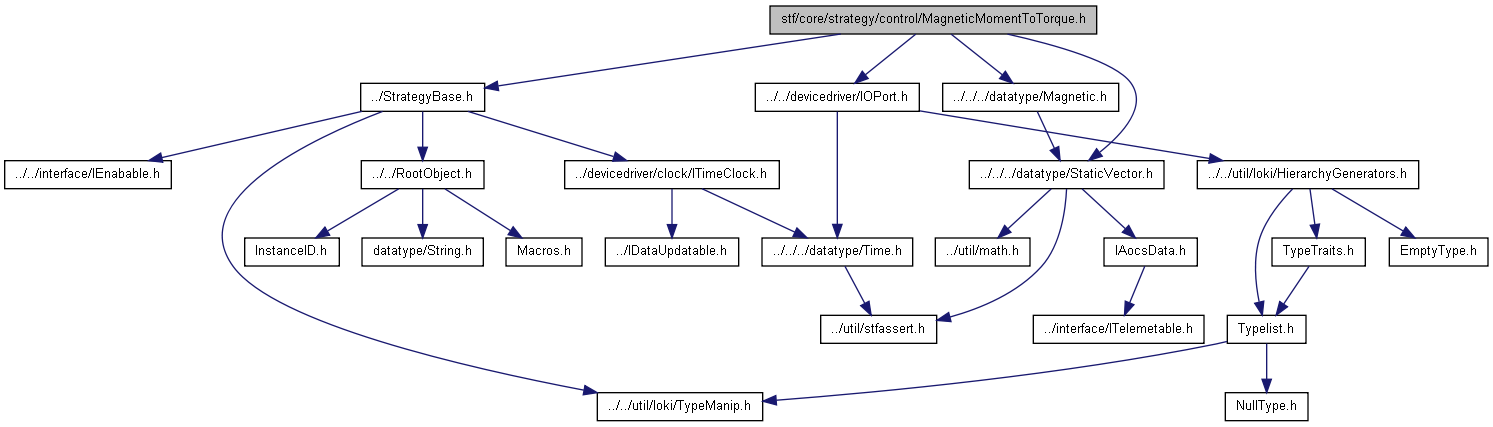 stf/core/strategy/control/MagneticMomentToTorque.h
../StrategyBase.h
../../devicedriver/IOPort.h
../../../datatype/Magnetic.h
../../interface/IEnabable.h
../../RootObject.h
../devicedriver/clock/ITimeClock.h
../../../datatype/StaticVector.h
../../util/loki/HierarchyGenerators.h
InstanceID.h
datatype/String.h
Macros.h
../IDataUpdatable.h
../../../datatype/Time.h
../util/math.h
IAocsData.h
TypeTraits.h
EmptyType.h
../util/stfassert.h
../interface/ITelemetable.h
Typelist.h
../../util/loki/TypeManip.h
NullType.h